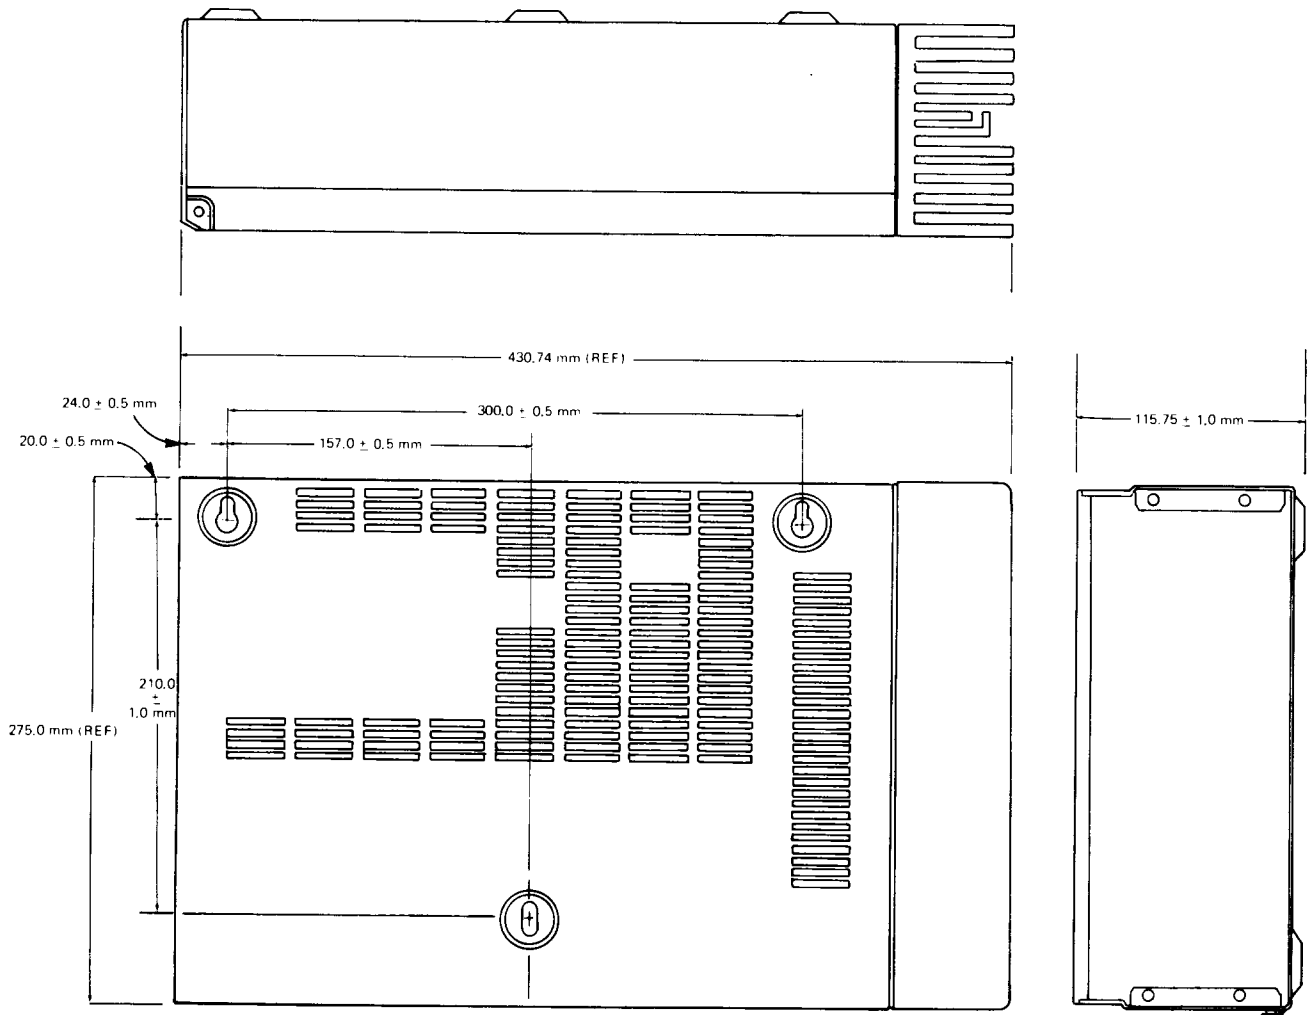 430.74 mm (REF)
24.0 ± 0.5 mm
300.0 ± 0.5 mm
115.75 ± 1.0 mm
20.0 ± 0.5 mm
157.0 ± 0.5 mm
210.0
±
1.0 mm
275.0 mm (REF)